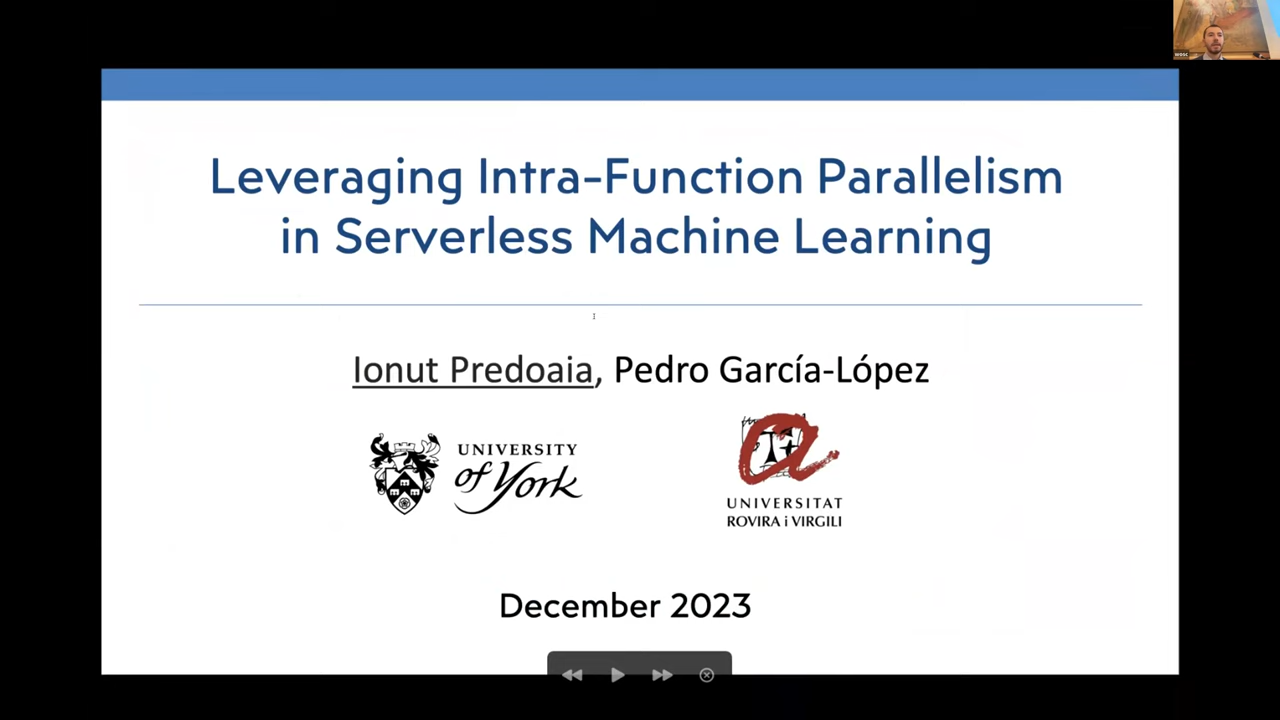 Leveraging Intra-Function Parallelism
in Serverless Machine Learning
Ionut Predoaia, Pedro García-López
UNIVERSITY
of York
UNIVERSITAT
ROVIRA i VIRGILI
December 2023